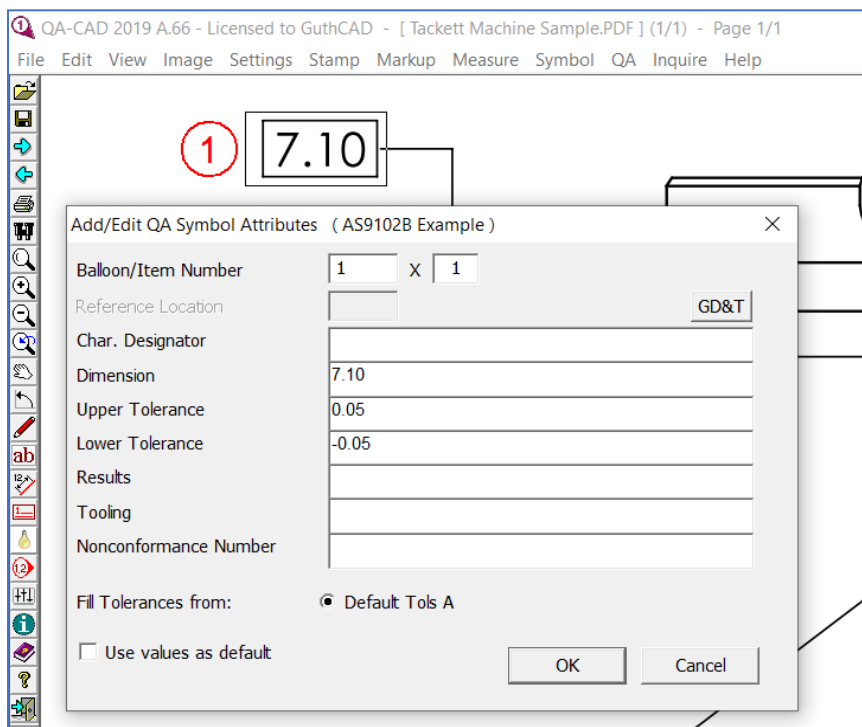 QA-CAD 2019 A.66 - Licensed to GuthCAD - [ Tackett Machine Sample.PDF ] (1/1) - Page 1/1
File Edit View Image Settings Stamp Markup Measure Symbol QA Inquire Help
1 7.10
Add/Edit QA Symbol Attributes ( AS9102B Example )
Balloon/Item Number 1 X 1
Reference Location GD&T
Char. Designator
Dimension 7.10
Upper Tolerance 0.05
Lower Tolerance -0.05
Results
Tooling
Nonconformance Number
Fill Tolerances from: Default Tols A
Use values as default OK Cancel
ab